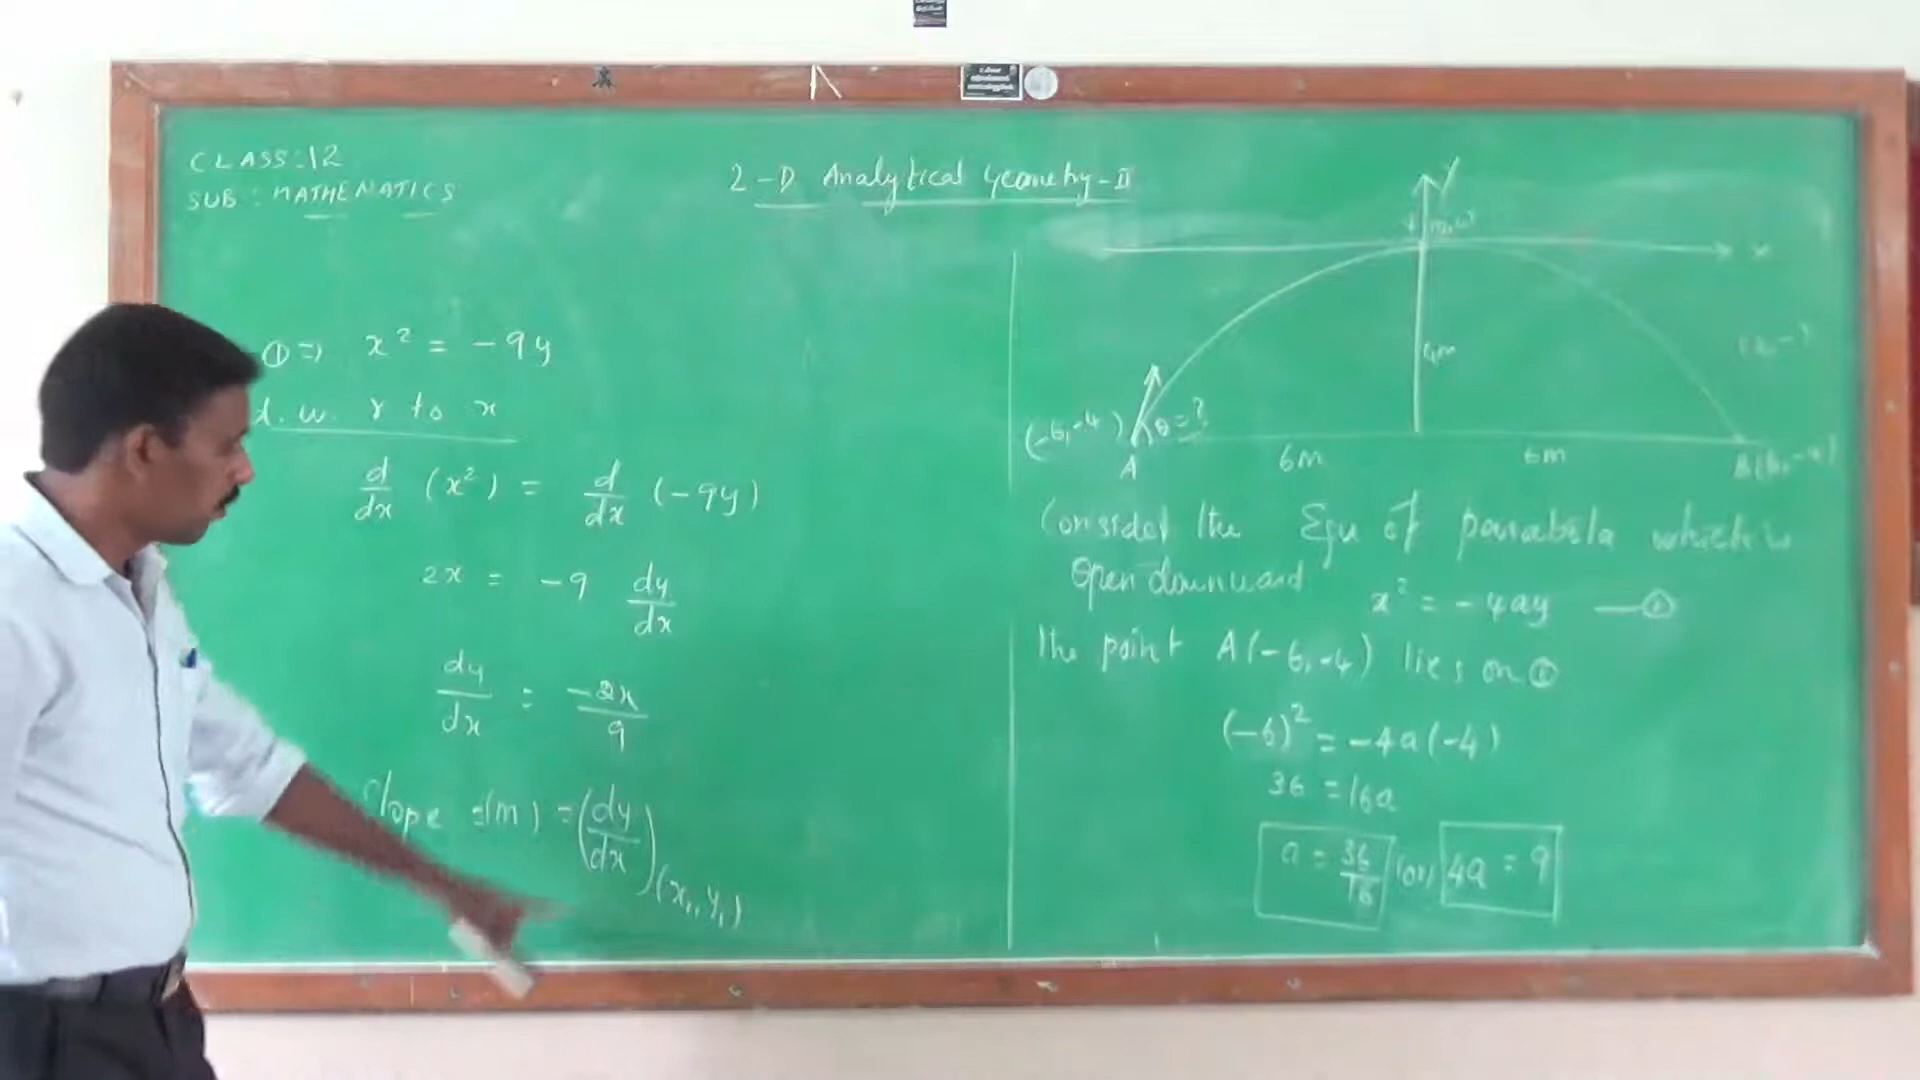 CLASS: 12
SUB : MATHEMATICS
2-D Analytical Geometry-II
①⇒ x² = -9y
d. w. r to x
d/dx (x²) = d/dx (-9y)
2x = -9 dy/dx
dy/dx = -2x/9
Slope =(m) = (dy/dx)(x₁, y₁)
Y
x
4m
(-6,-4)
θ=?
A
6m
6m
B(6,-4)
Consider the Equ of parabola which is
Open downward
x² = -4ay —①
The point A(-6,-4) lies on ①
(-6)² = -4a(-4)
36 = 16a
a = 36/16 (or) 4a = 9